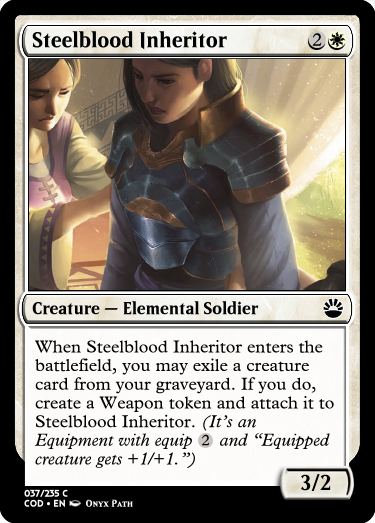 Steelblood Inheritor 2
Creature — Elemental Soldier
When Steelblood Inheritor enters the
battlefield, you may exile a creature
card from your graveyard. If you do,
create a Weapon token and attach it to
Steelblood Inheritor. (It's an
Equipment with equip 2 and “Equipped
creature gets +1/+1.”)
3/2
037/235 C
COD • EN Onyx Path